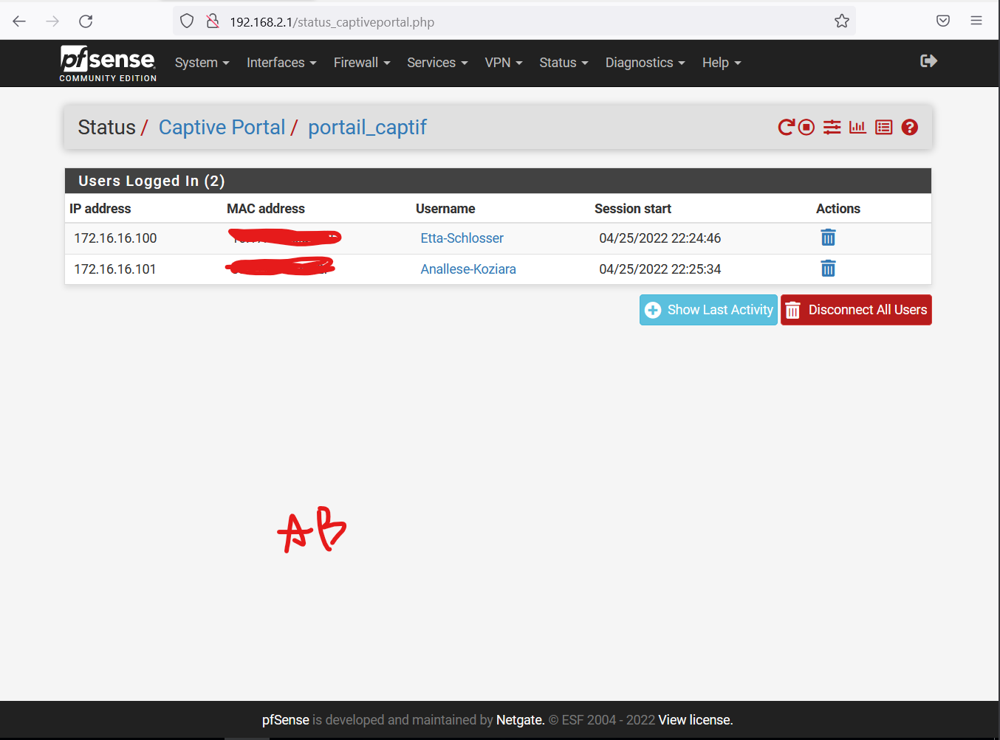 192.168.2.1/status_captiveportal.php
pfsense
COMMUNITY EDITION
System Interfaces Firewall Services VPN Status Diagnostics Help
Status / Captive Portal / portail_captif
Users Logged In (2)
IP address MAC address Username Session start Actions
172.16.16.100 Etta-Schlosser 04/25/2022 22:24:46
172.16.16.101 Anallese-Koziara 04/25/2022 22:25:34
Show Last Activity Disconnect All Users
AB
pfSense is developed and maintained by Netgate. © ESF 2004 - 2022 View license.